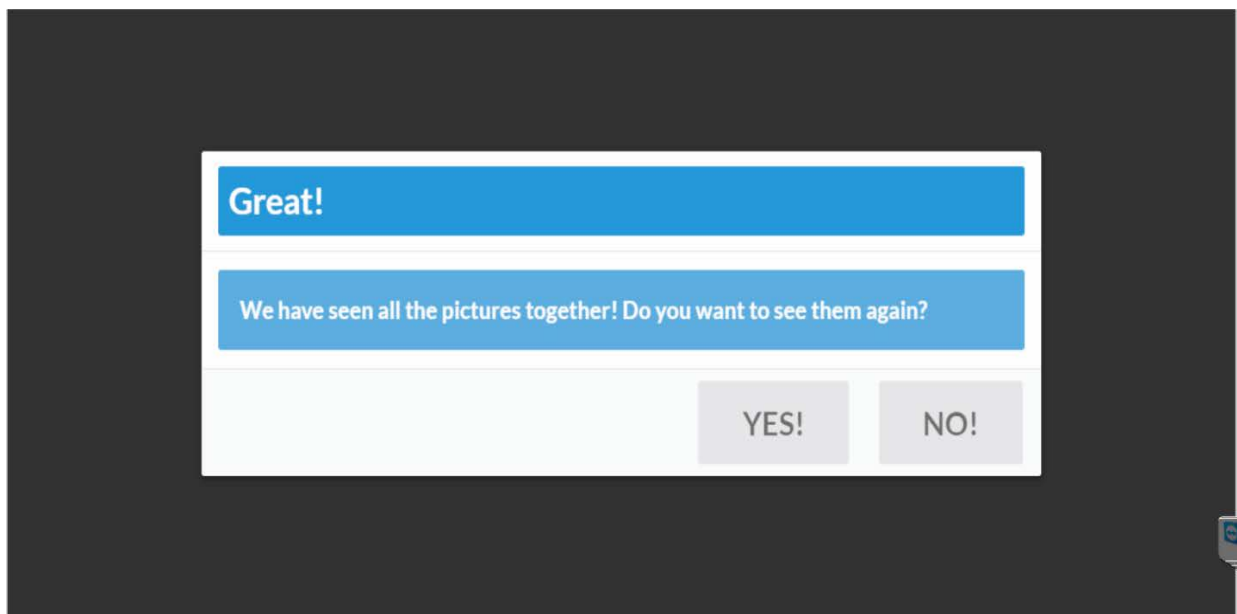 Great!
We have seen all the pictures together! Do you want to see them again?
YES! NO!